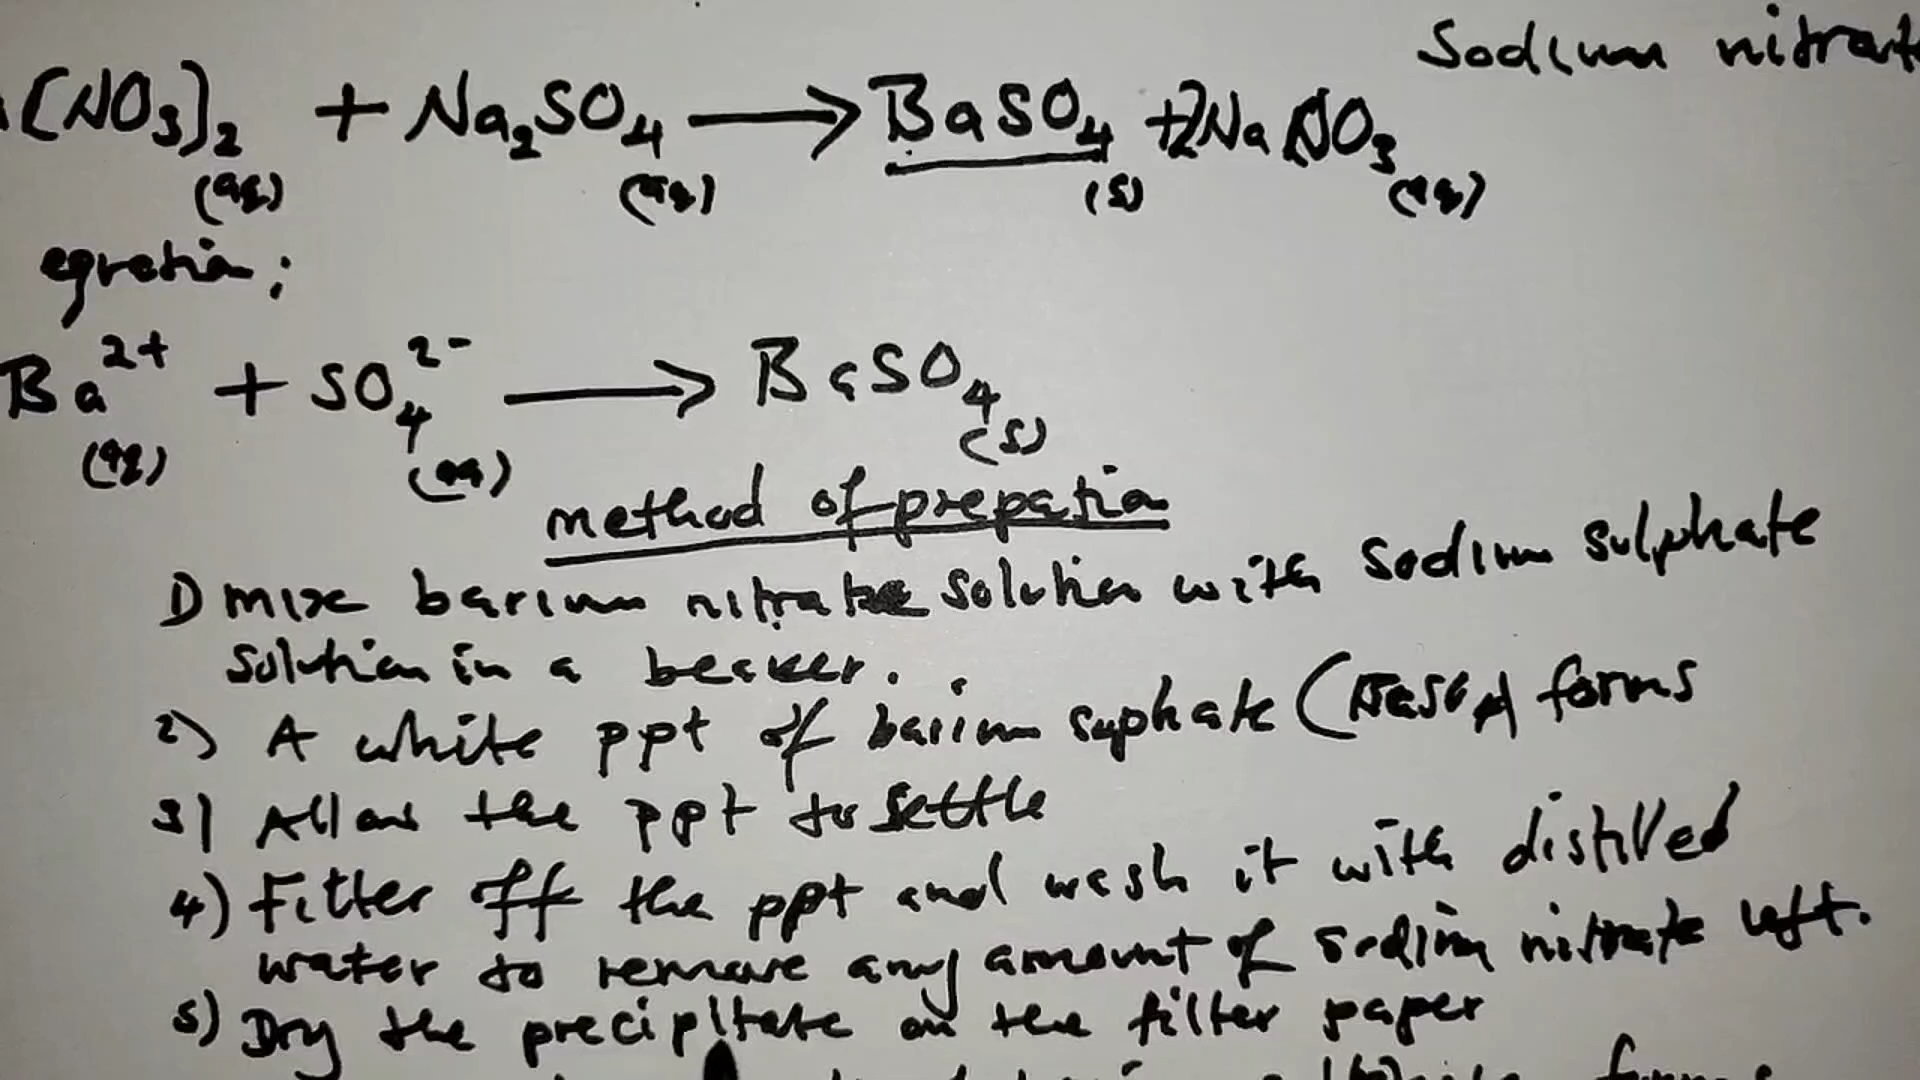 Sodium nitrate
(NO₃)₂(aq) + Na₂SO₄(aq) ⟶ BaSO₄(s) + 2NaNO₃(aq)
eqration;
Ba²⁺(aq) + SO₄²⁻(aq) ⟶ BaSO₄(s)
method of prepatia
1) mix barium nitrate solution with sodium sulphate
solution in a beaker.
2) A white ppt of barium suphate (BaSO4) forms
3) Allow the ppt to settle
4) Filter off the ppt and wash it with distilled
water to remove any amount of sodium nitrate left.
5) Dry the precipitate on the filter paper